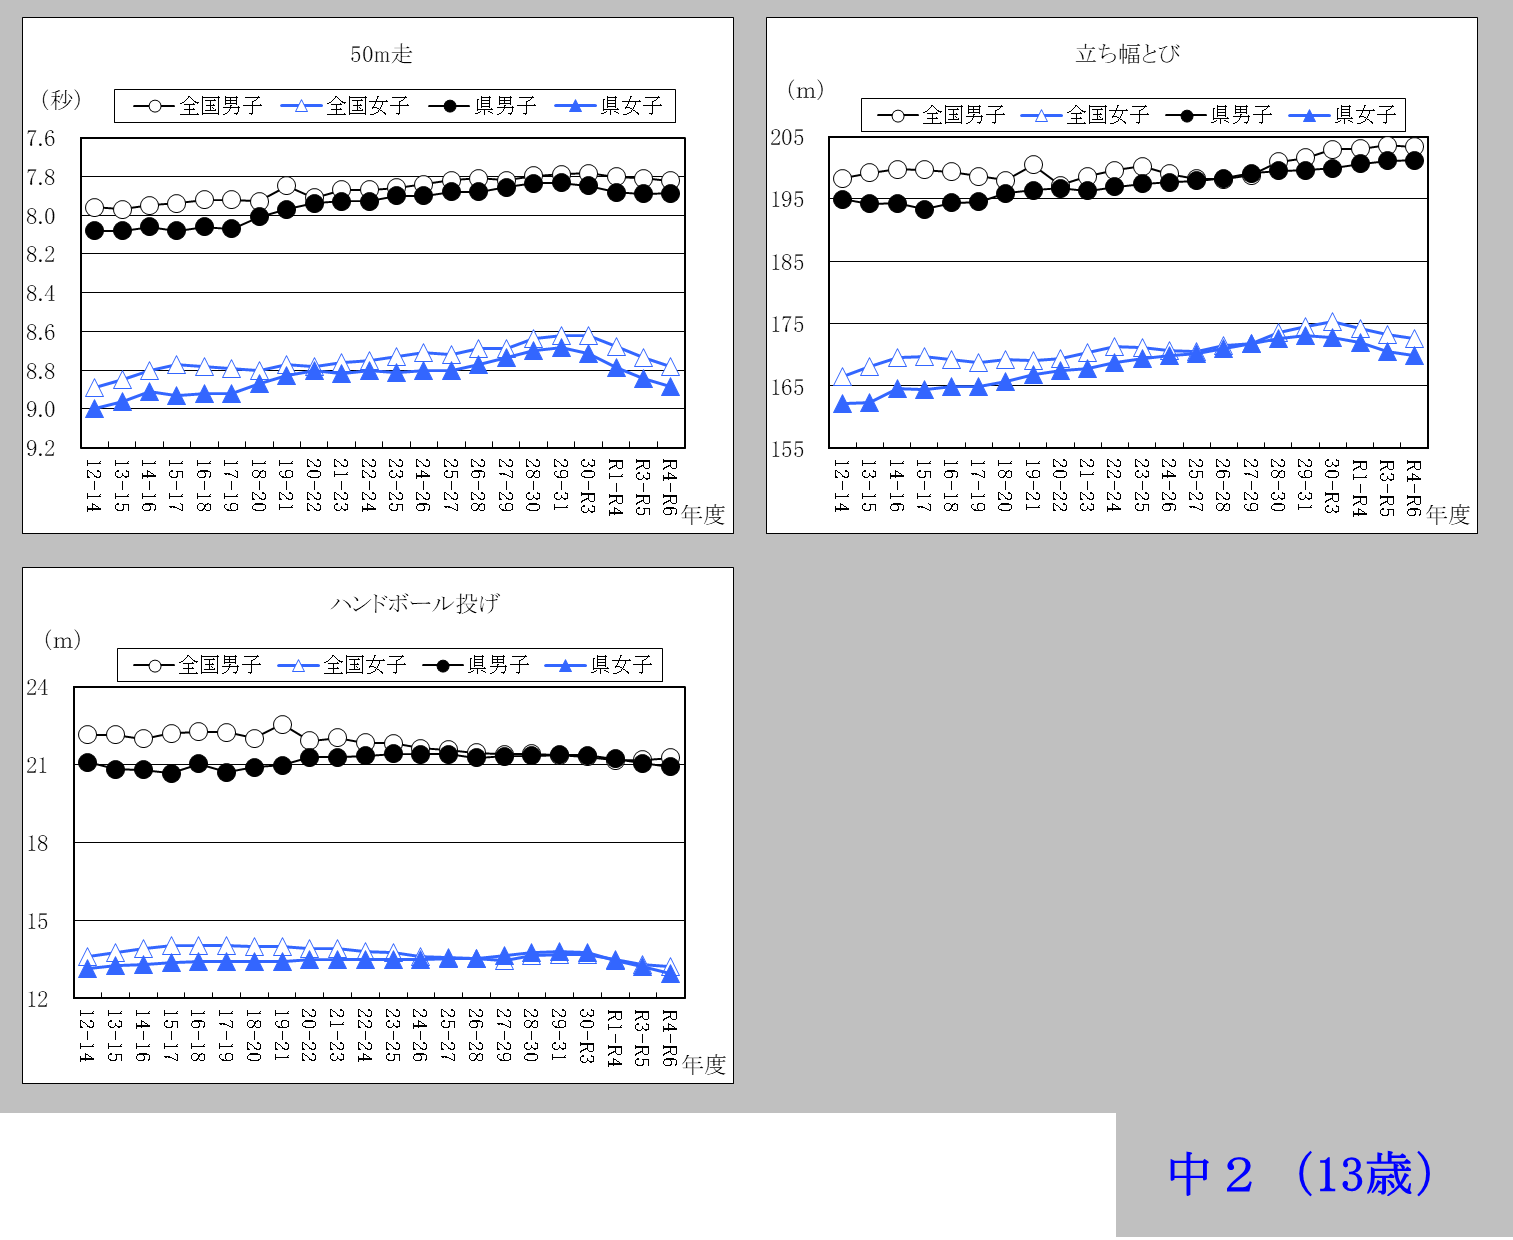 50m走
（秒）
全国男子 全国女子 県男子 県女子
7.6
7.8
8.0
8.2
8.4
8.6
8.8
9.0
9.2
12-14 13-15 14-16 15-17 16-18 17-19 18-20 19-21 20-22 21-23 22-24 23-25 24-26 25-27 26-28 27-29 28-30 29-31 30-R3 R1-R4 R3-R5 R4-R6
年度
立ち幅とび
（m）
全国男子 全国女子 県男子 県女子
205
195
185
175
165
155
12-14 13-15 14-16 15-17 16-18 17-19 18-20 19-21 20-22 21-23 22-24 23-25 24-26 25-27 26-28 27-29 28-30 29-31 30-R3 R1-R4 R3-R5 R4-R6
年度
ハンドボール投げ
（m）
全国男子 全国女子 県男子 県女子
24
21
18
15
12
12-14 13-15 14-16 15-17 16-18 17-19 18-20 19-21 20-22 21-23 22-24 23-25 24-26 25-27 26-28 27-29 28-30 29-31 30-R3 R1-R4 R3-R5 R4-R6
年度
中２（13歳）